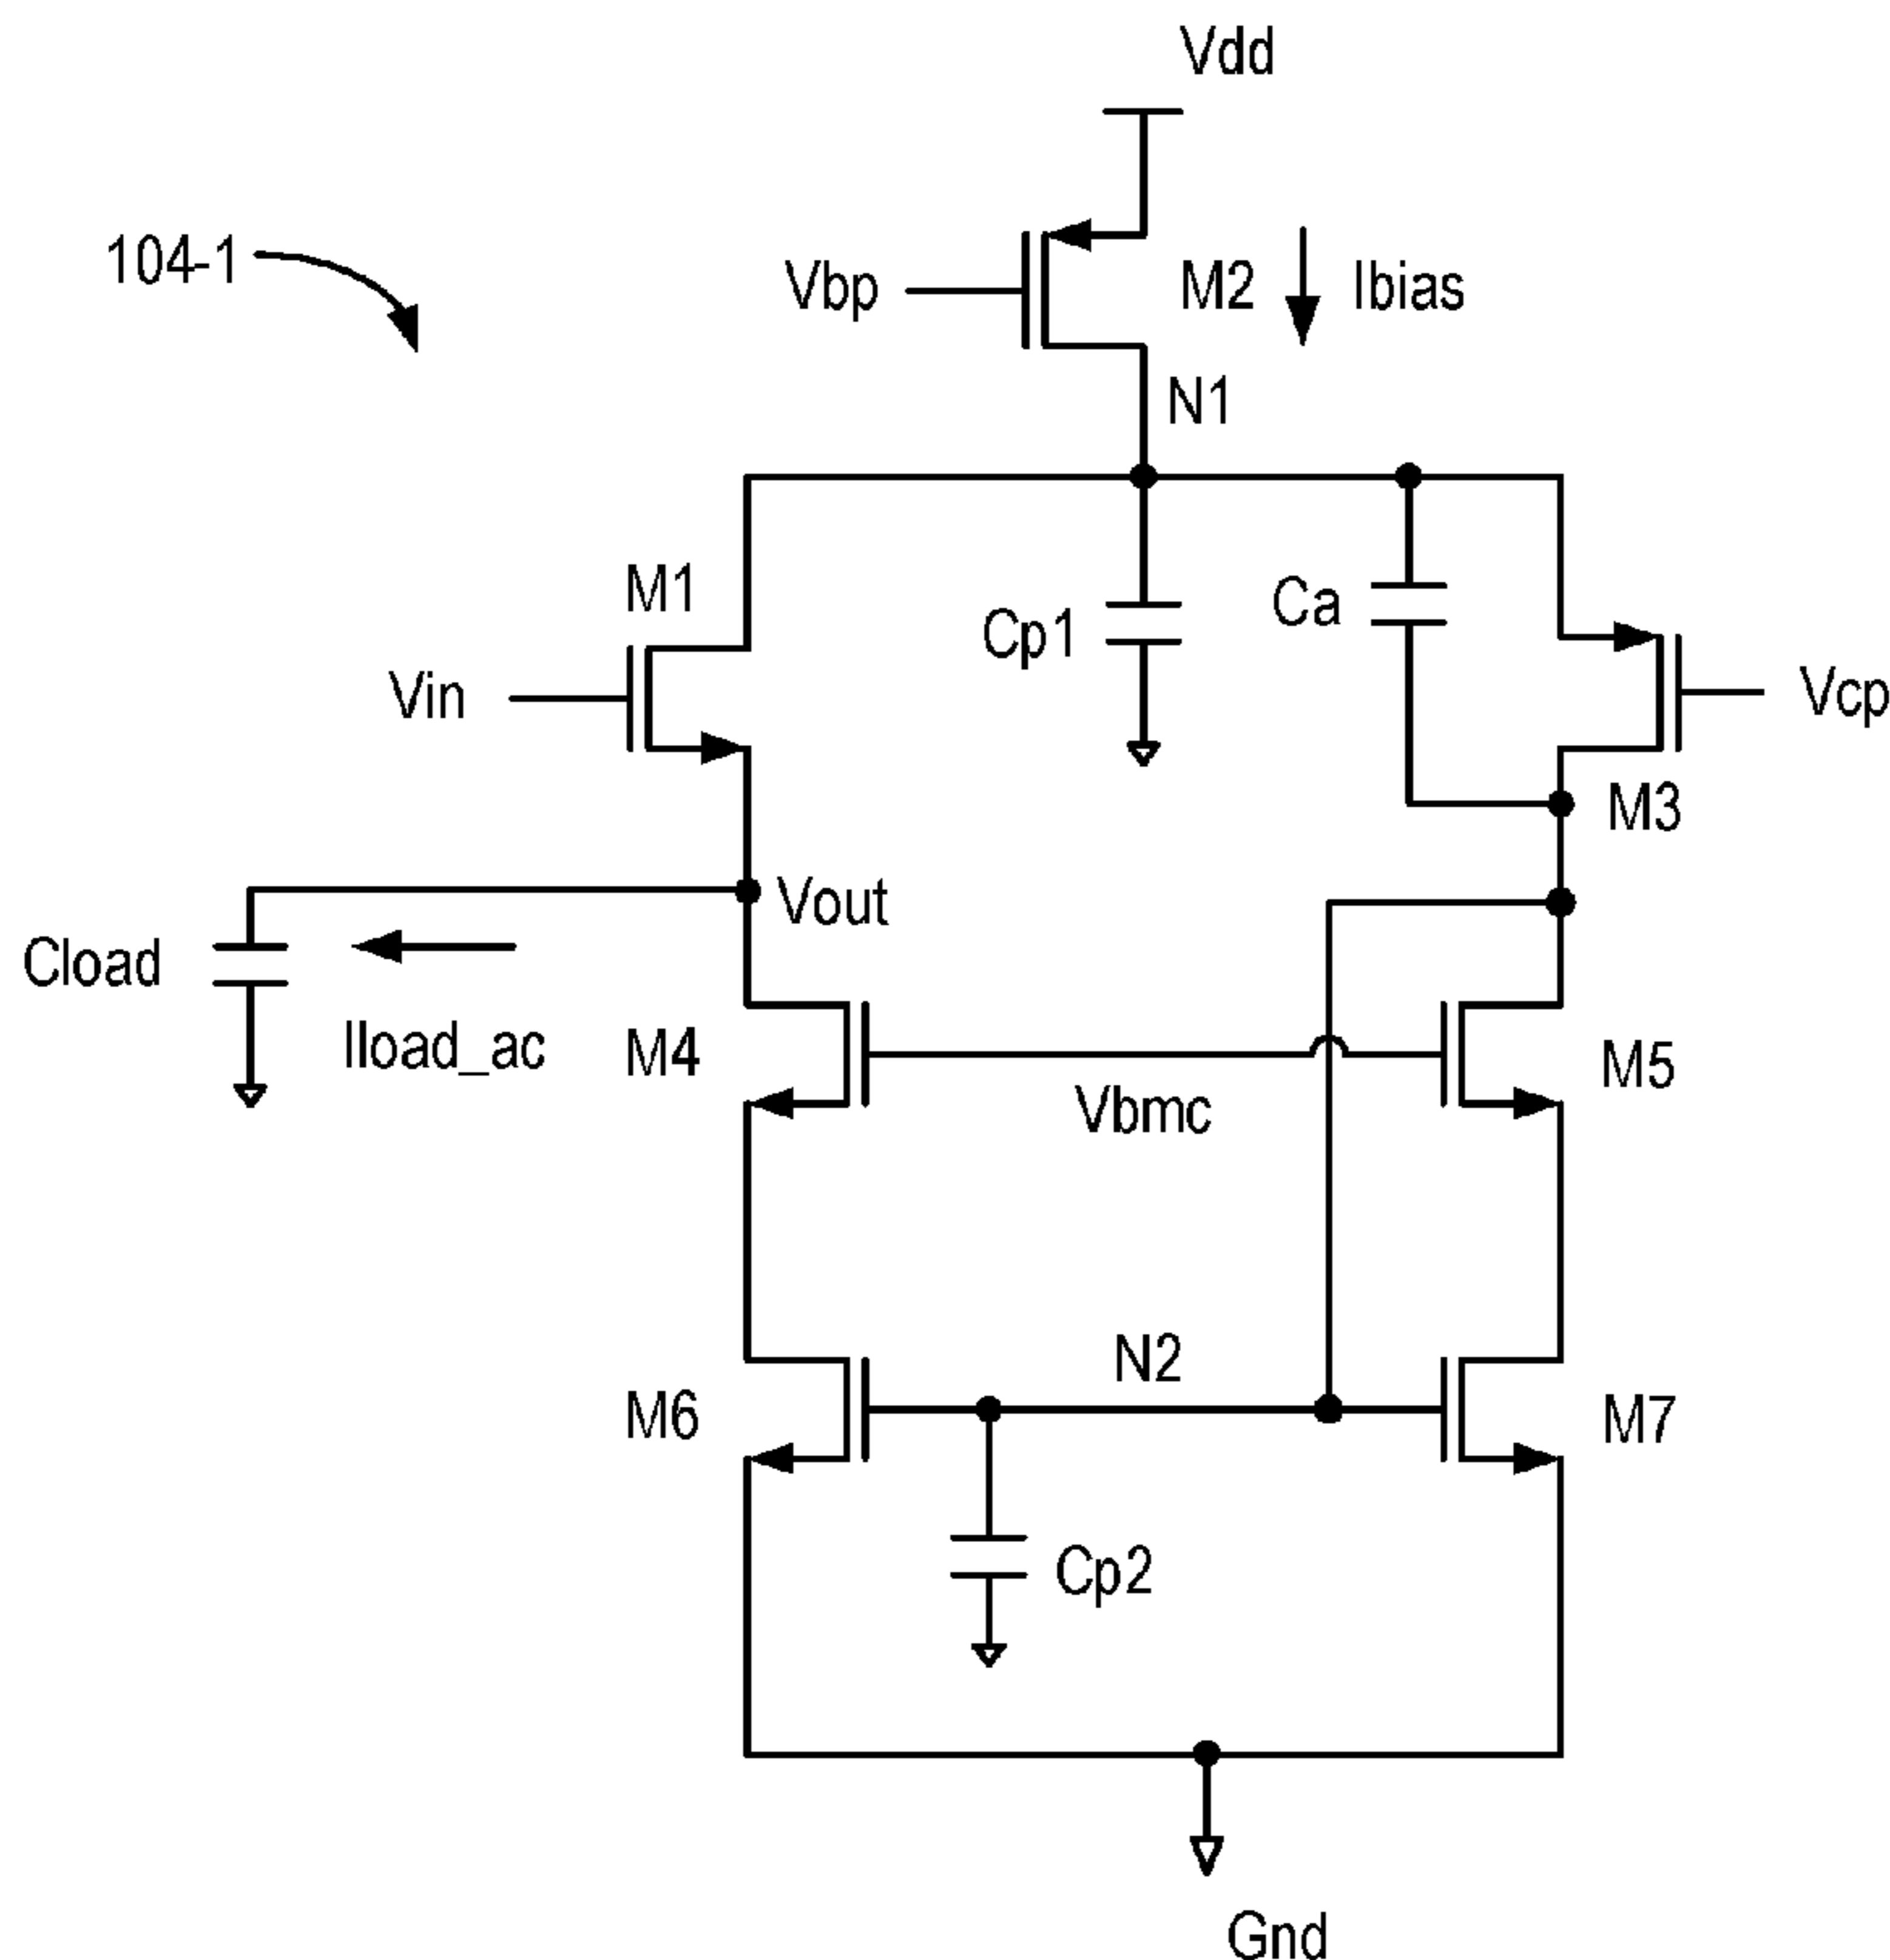 Vdd
104-1
Vbp
M2
Ibias
N1
M1
Cp1
Ca
Vin
Vcp
M3
Vout
Cload
Iload_ac
M4
M5
Vbmc
N2
M6
M7
Cp2
Gnd